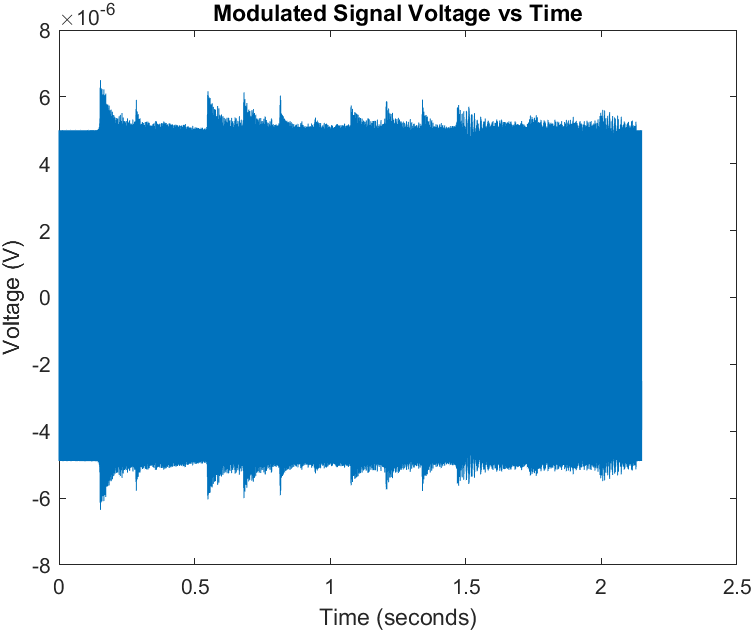 Modulated Signal Voltage vs Time
×10⁻⁶
8
6
4
2
0
-2
-4
-6
-8
Voltage (V)
0 0.5 1 1.5 2 2.5
Time (seconds)